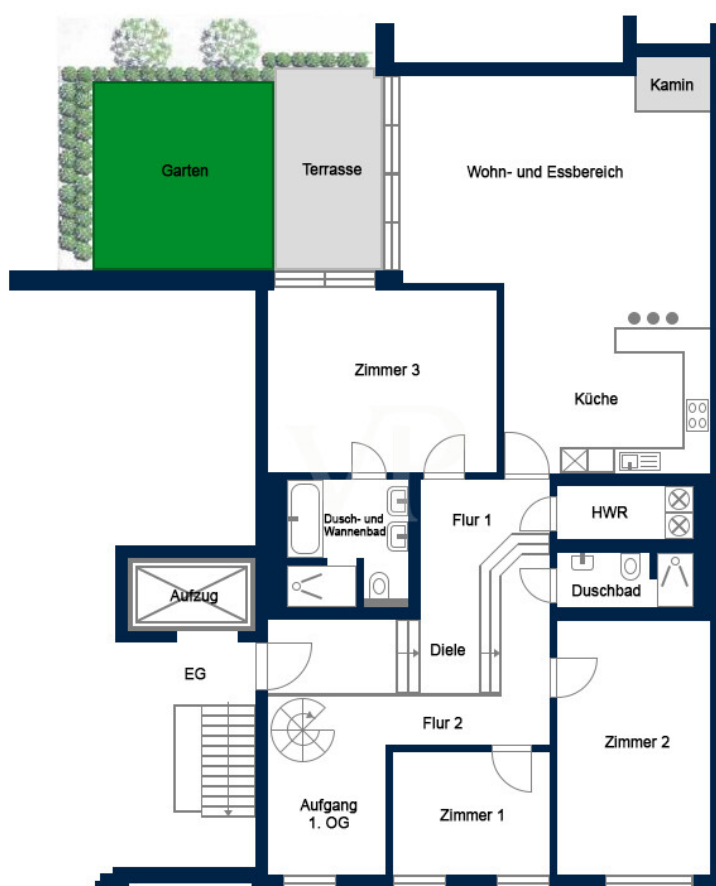 Kamin
Garten
Terrasse
Wohn- und Essbereich
Zimmer 3
Küche
Dusch- und
Wannenbad
Flur 1
HWR
Duschbad
Aufzug
EG
Diele
Flur 2
Zimmer 2
Aufgang
1. OG
Zimmer 1
VP